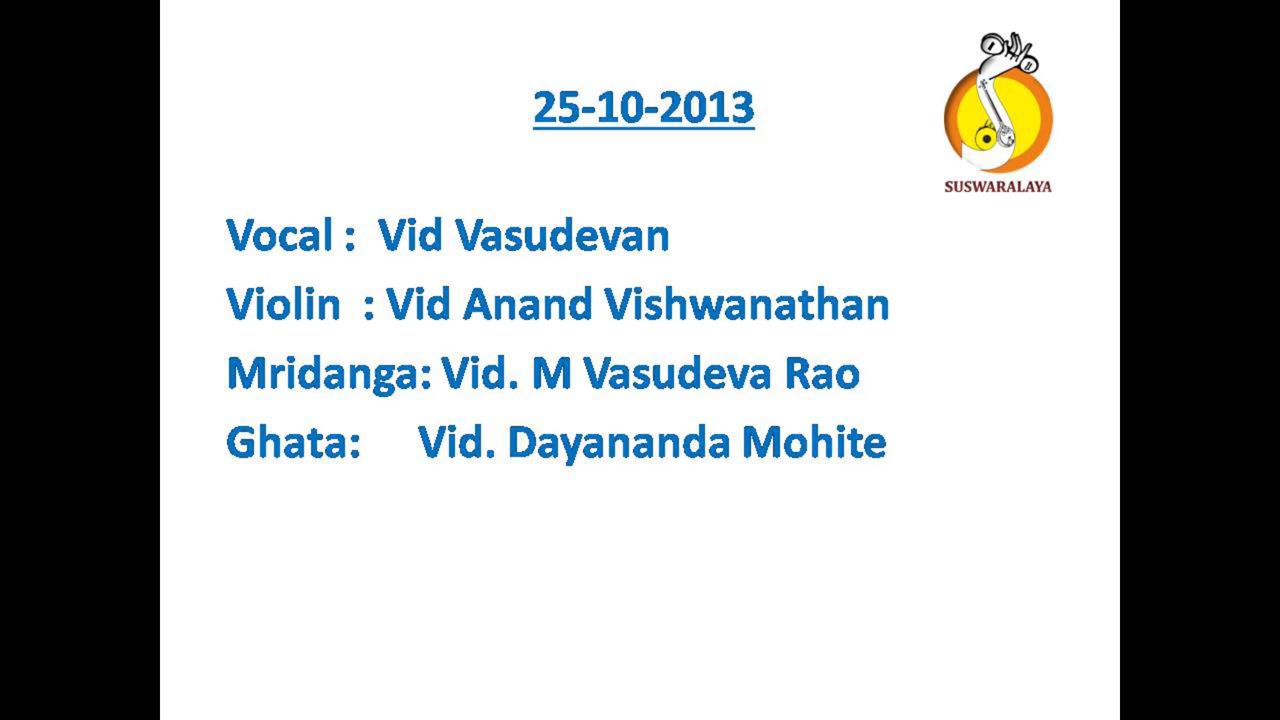 25-10-2013
SUSWARALAYA
Vocal :  Vid Vasudevan
Violin  : Vid Anand Vishwanathan
Mridanga: Vid. M Vasudeva Rao
Ghata:     Vid. Dayananda Mohite